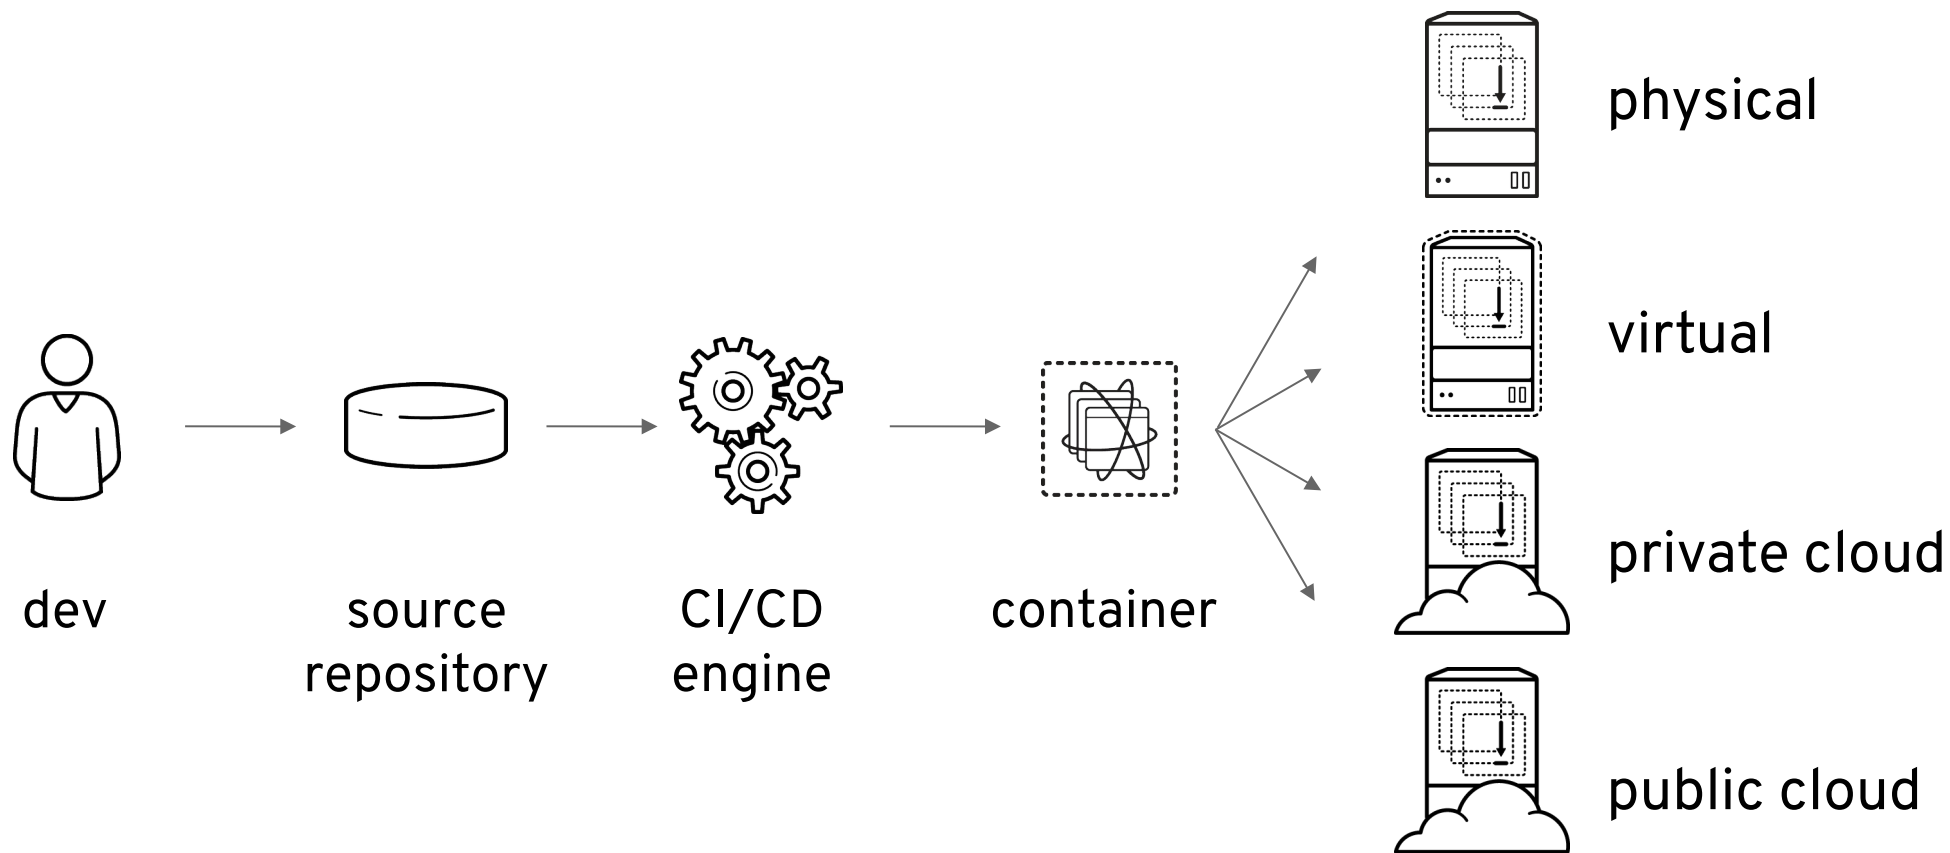 physical
virtual
private cloud
public cloud
dev
source
repository
CI/CD
engine
container